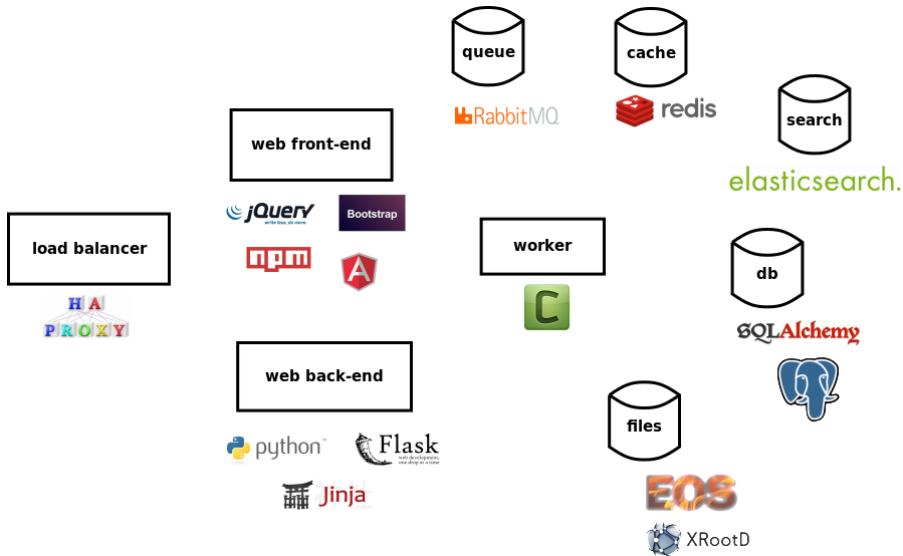 queue
RabbitMQ
cache
redis
search
elasticsearch.
web front-end
jQuery
write less, do more.
Bootstrap
npm
A
load balancer
HA
PROXY
worker
C
db
SQLAlchemy
web back-end
python™
Flask
web development,
one drop at a time
Jinja
files
EOS
XRootD